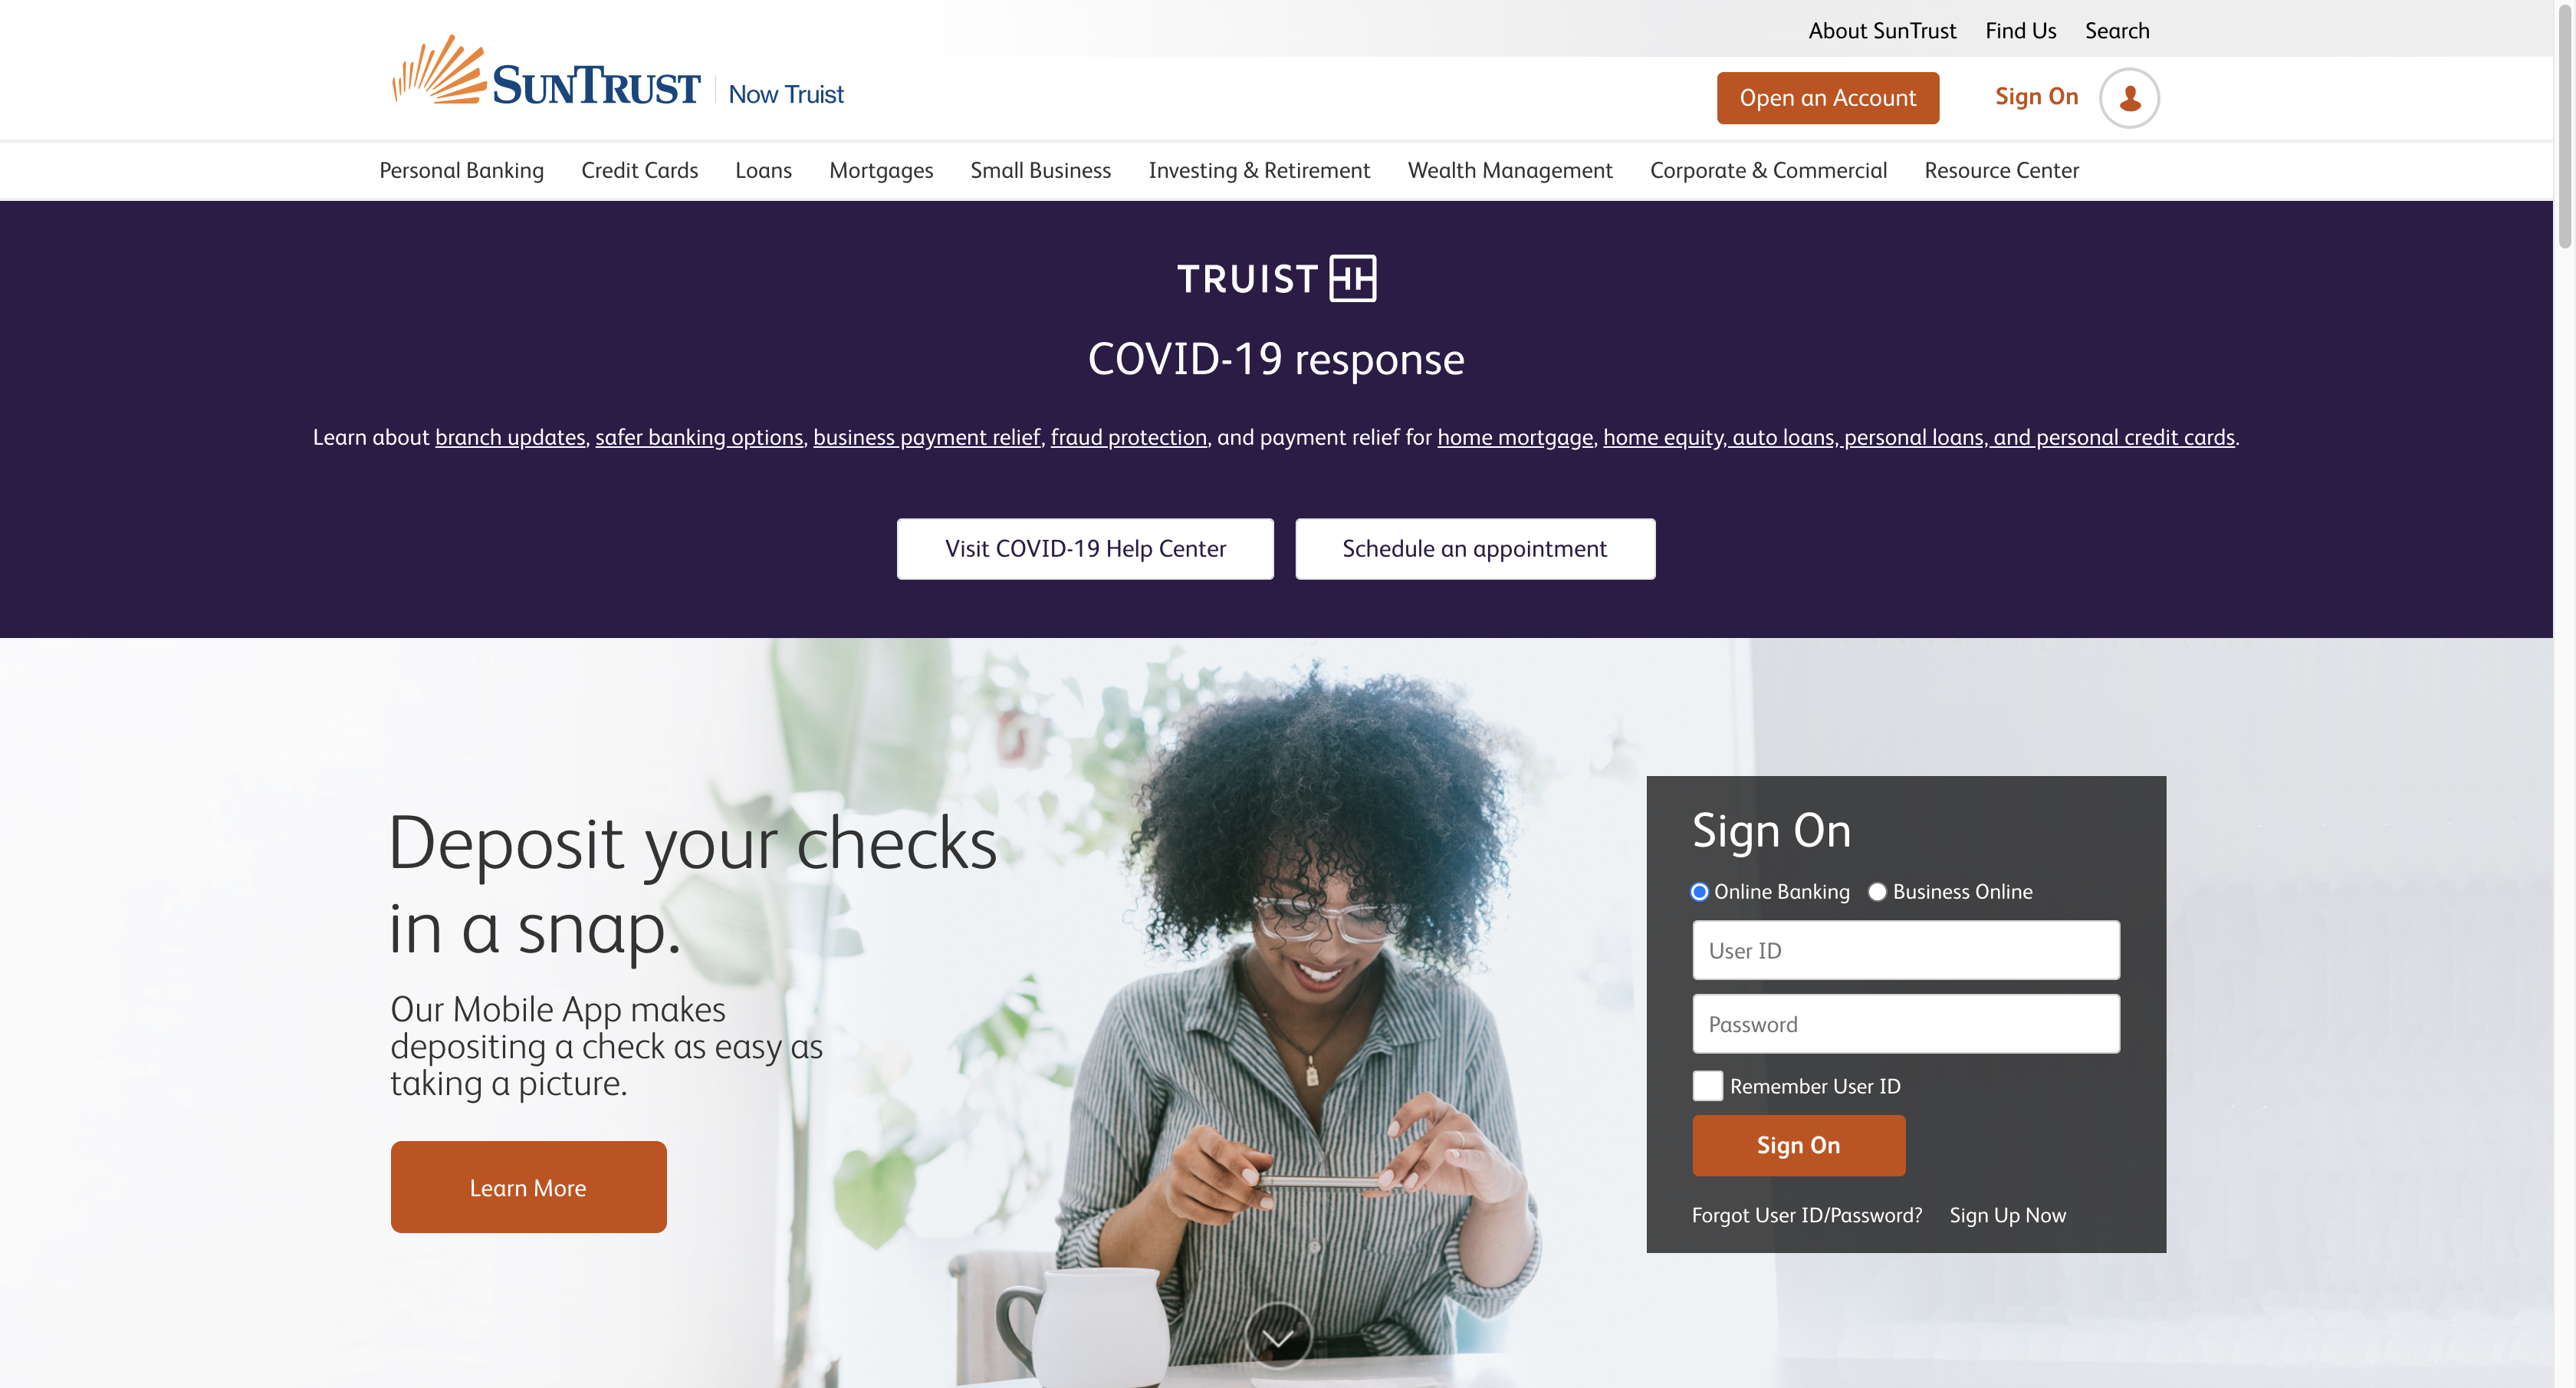 About SunTrust Find Us Search
SUNTRUST Now Truist
Open an Account Sign On
Personal Banking Credit Cards Loans Mortgages Small Business Investing & Retirement Wealth Management Corporate & Commercial Resource Center
TRUIST
COVID-19 response
Learn about branch updates, safer banking options, business payment relief, fraud protection, and payment relief for home mortgage, home equity, auto loans, personal loans, and personal credit cards.
Visit COVID-19 Help Center Schedule an appointment
Deposit your checks
in a snap.
Our Mobile App makes
depositing a check as easy as
taking a picture.
Learn More
Sign On
Online Banking Business Online
User ID
Password
Remember User ID
Sign On
Forgot User ID/Password? Sign Up Now